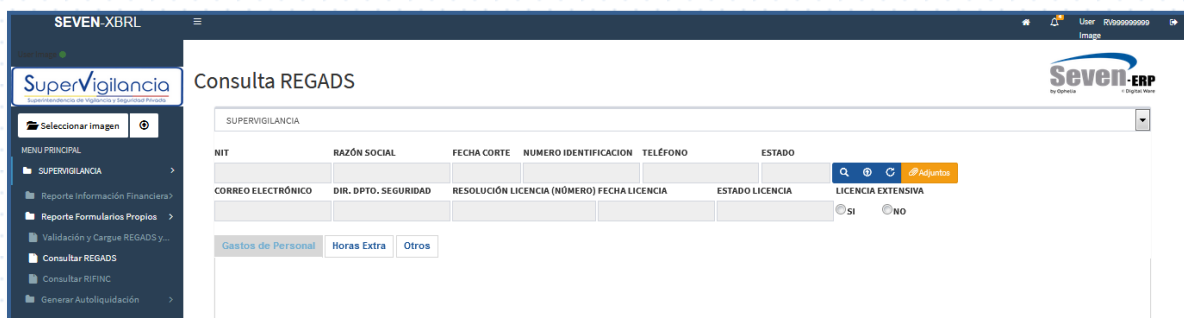 SEVEN-XBRL
User Image RV999999999
SuperVigilancia
Superintendencia de Vigilancia y Seguridad Privada
Consulta REGADS
Seven-ERP
by Ophelia
Digital Ware
Seleccionar imagen
SUPERVIGILANCIA
MENU PRINCIPAL
NIT RAZÓN SOCIAL FECHA CORTE NUMERO IDENTIFICACION TELÉFONO ESTADO
SUPERVIGILANCIA
Adjuntos
Reporte Información Financiera
CORREO ELECTRÓNICO DIR. DPTO. SEGURIDAD RESOLUCIÓN LICENCIA (NÚMERO) FECHA LICENCIA ESTADO LICENCIA LICENCIA EXTENSIVA
Reporte Formularios Propios
SI NO
Validación y Cargue REGADS y...
Gastos de Personal Horas Extra Otros
Consultar REGADS
Consultar RIFINC
Generar Autoliquidación